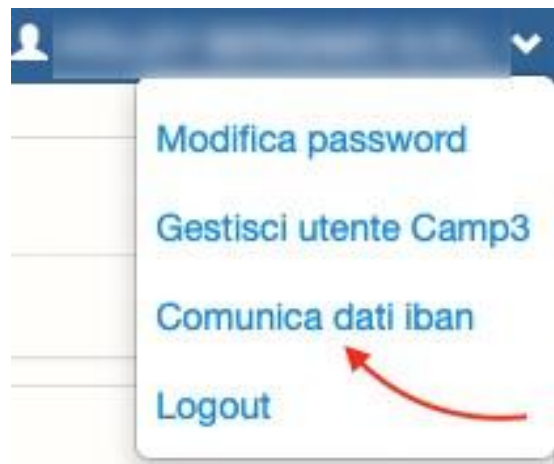 Modifica password
Gestisci utente Camp3
Comunica dati iban
Logout